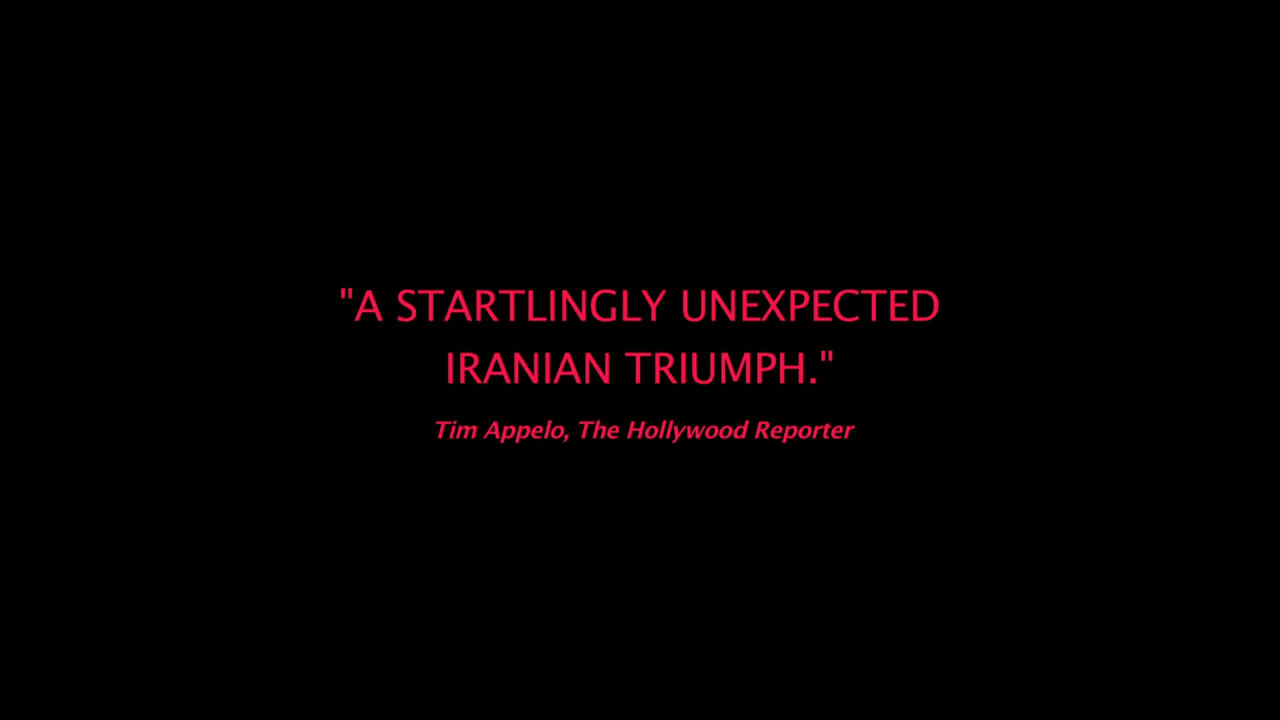 "A STARTLINGLY UNEXPECTED
IRANIAN TRIUMPH."
Tim Appelo, The Hollywood Reporter